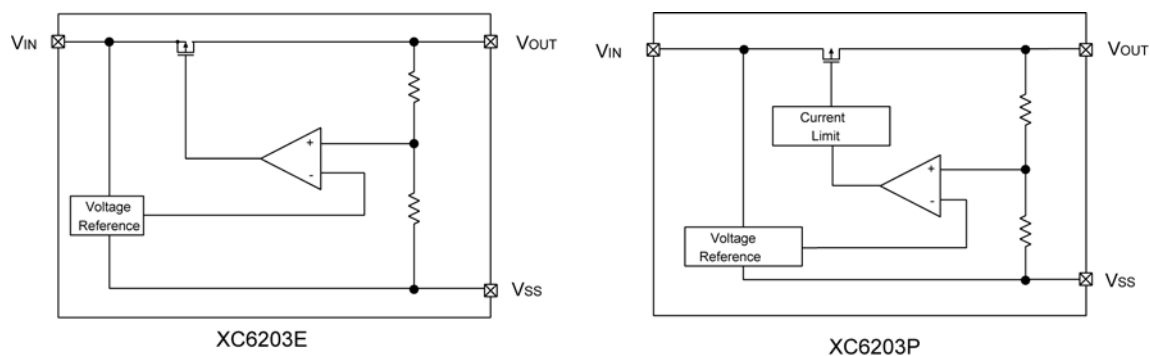 VIN
VOUT
+
-
Voltage
Reference
VSS
XC6203E
VIN
VOUT
Current
Limit
+
-
Voltage
Reference
VSS
XC6203P